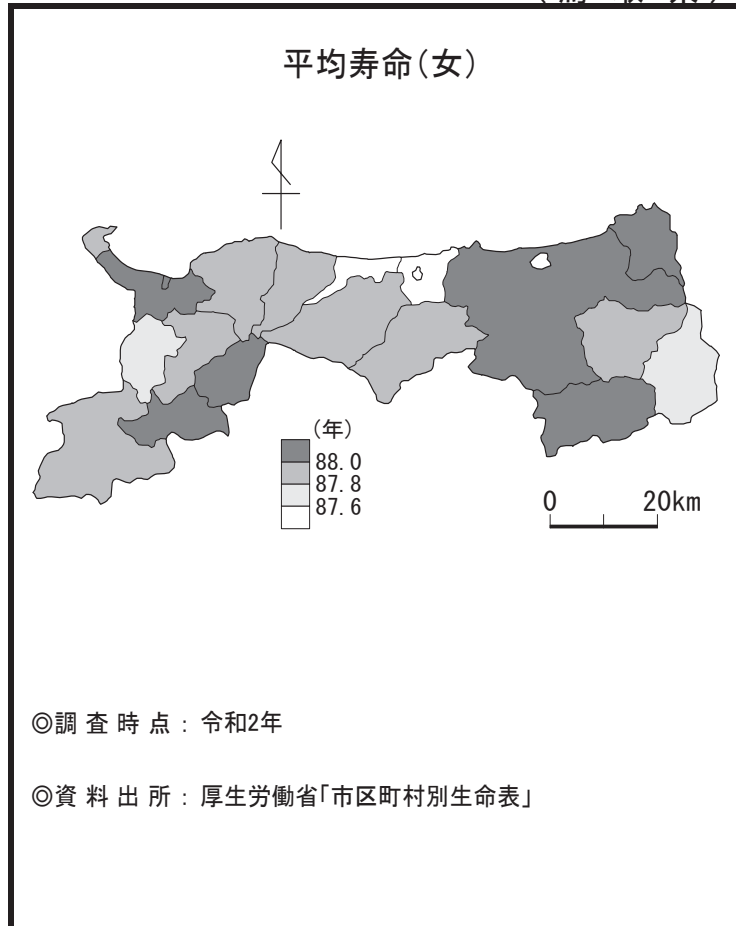 平均寿命(女)
(年)
88.0
87.8
87.6
0 20km
◎調査時点：令和2年
◎資料出所：厚生労働省「市区町村別生命表」